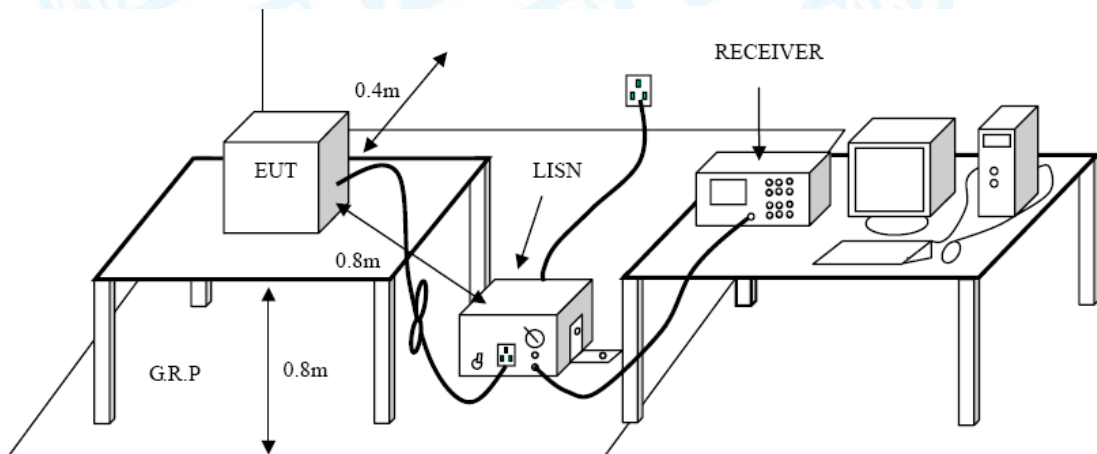 RECEIVER
0.4m
EUT
LISN
0.8m
G.R.P
0.8m